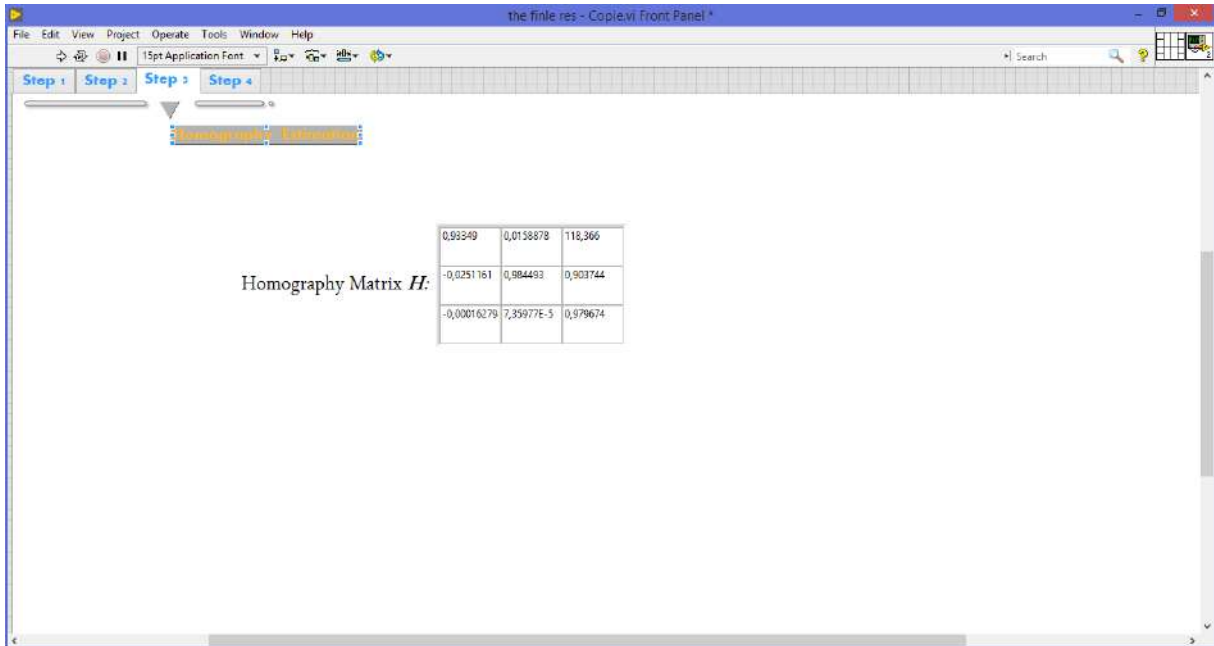 the finle res - Copie.vi Front Panel *
File Edit View Project Operate Tools Window Help
15pt Application Font
Search
2
Step 1 Step 2 Step 3 Step 4
Homography Estimation
0,93349 0,0158878 118,366
Homography Matrix H: -0,0251161 0,984493 0,903744
-0,00016279 7,35977E-5 0,979674